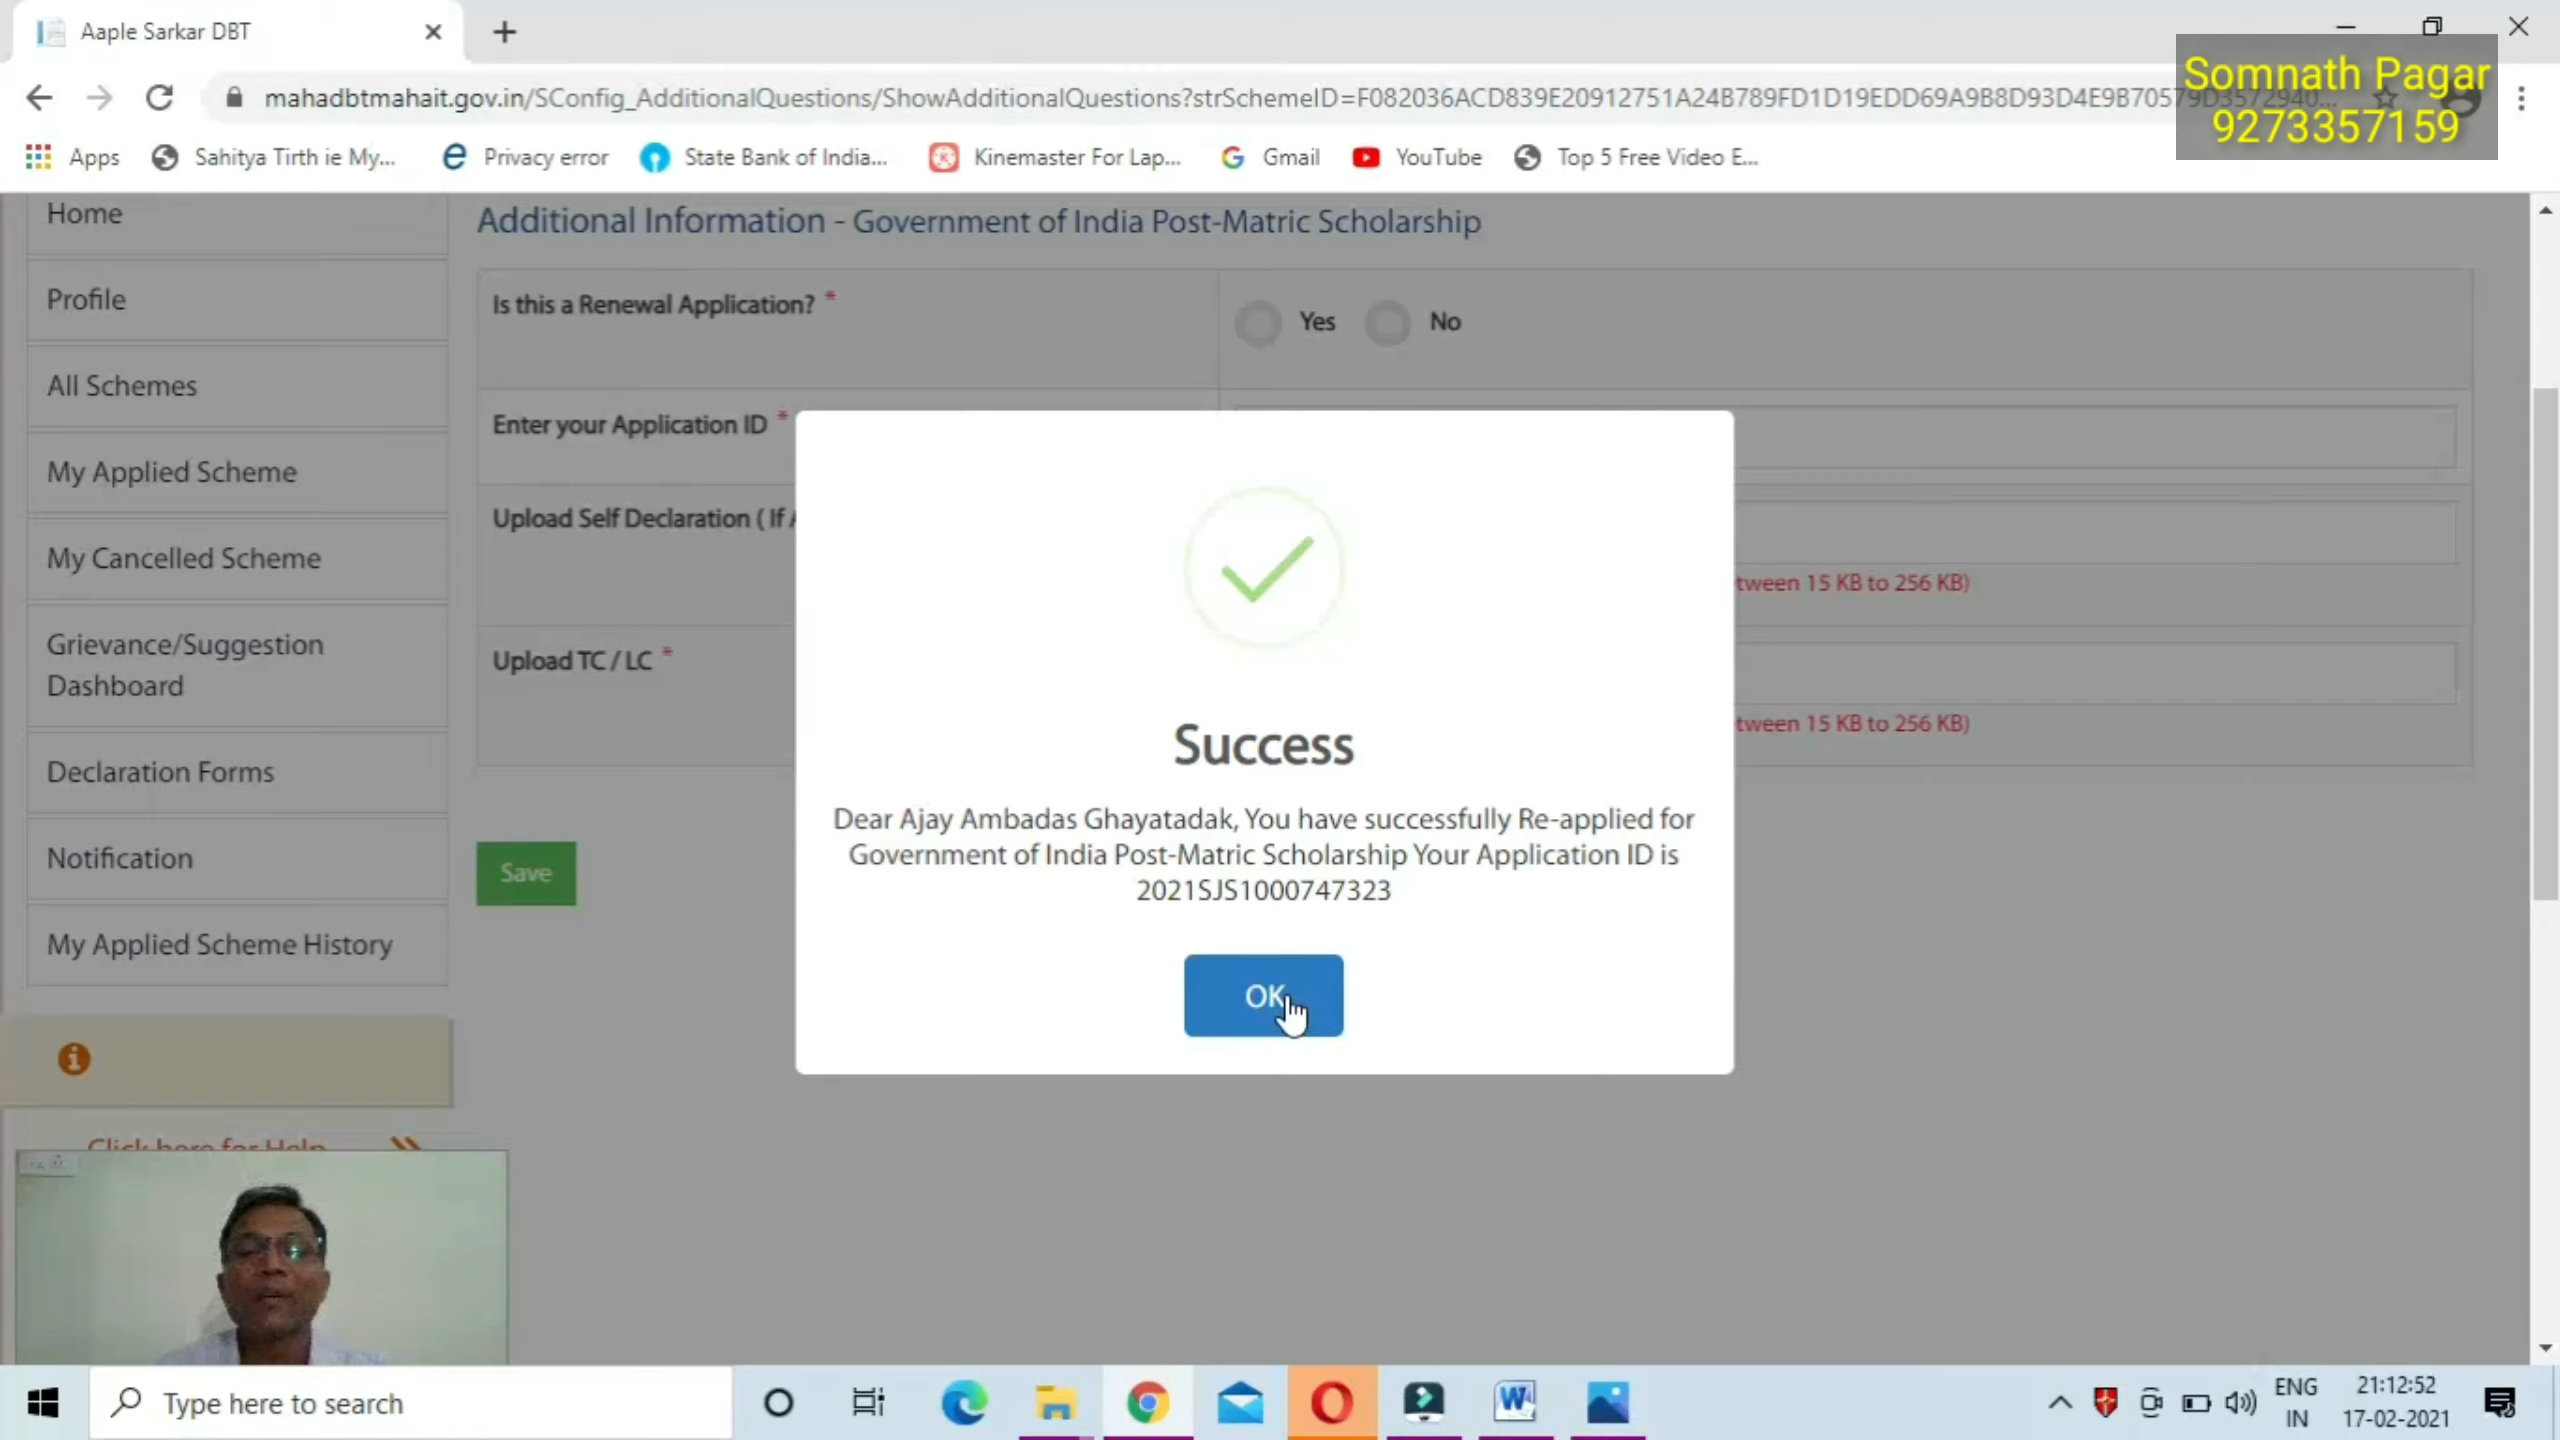 Aaple Sarkar DBT
Somnath Pagar
9273357159
mahadbtmahait.gov.in/SConfig_AdditionalQuestions/ShowAdditionalQuestions?strSchemeID=F082036ACD839E20912751A24B789FD1D19EDD69A9B8D93D4E9B70579D3572940...
Apps
Sahitya Tirth ie My...
Privacy error
State Bank of India...
Kinemaster For Lap...
Gmail
YouTube
Top 5 Free Video E...
Home
Profile
All Schemes
My Applied Scheme
My Cancelled Scheme
Grievance/Suggestion
Dashboard
Declaration Forms
Notification
My Applied Scheme History
Click here for Help
Additional Information - Government of India Post-Matric Scholarship
Is this a Renewal Application? *
Yes No
Enter your Application ID *
Upload Self Declaration ( If
tween 15 KB to 256 KB)
Upload TC / LC *
tween 15 KB to 256 KB)
Save
Success
Dear Ajay Ambadas Ghayatadak, You have successfully Re-applied for
Government of India Post-Matric Scholarship Your Application ID is
2021SJS1000747323
OK
Type here to search
ENG
IN
21:12:52
17-02-2021